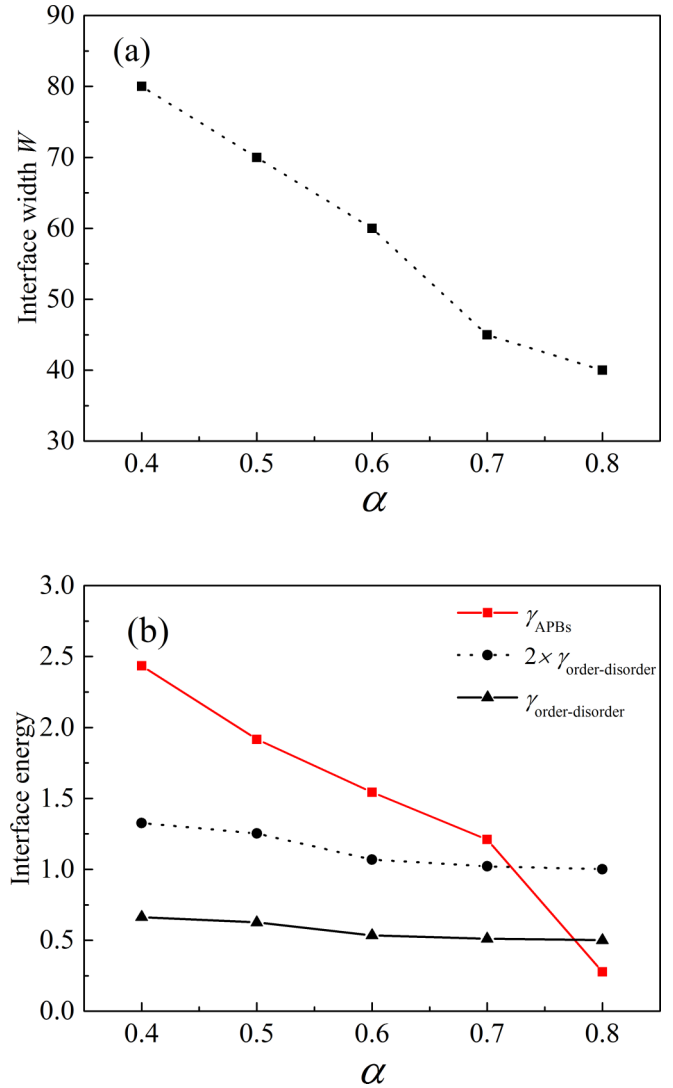 (a)
Interface width W
90
80
70
60
50
40
30
0.4 0.5 0.6 0.7 0.8
α
(b)
Interface energy
3.0
2.5
2.0
1.5
1.0
0.5
0.0
γAPBs
2× γorder-disorder
γorder-disorder
0.4 0.5 0.6 0.7 0.8
α